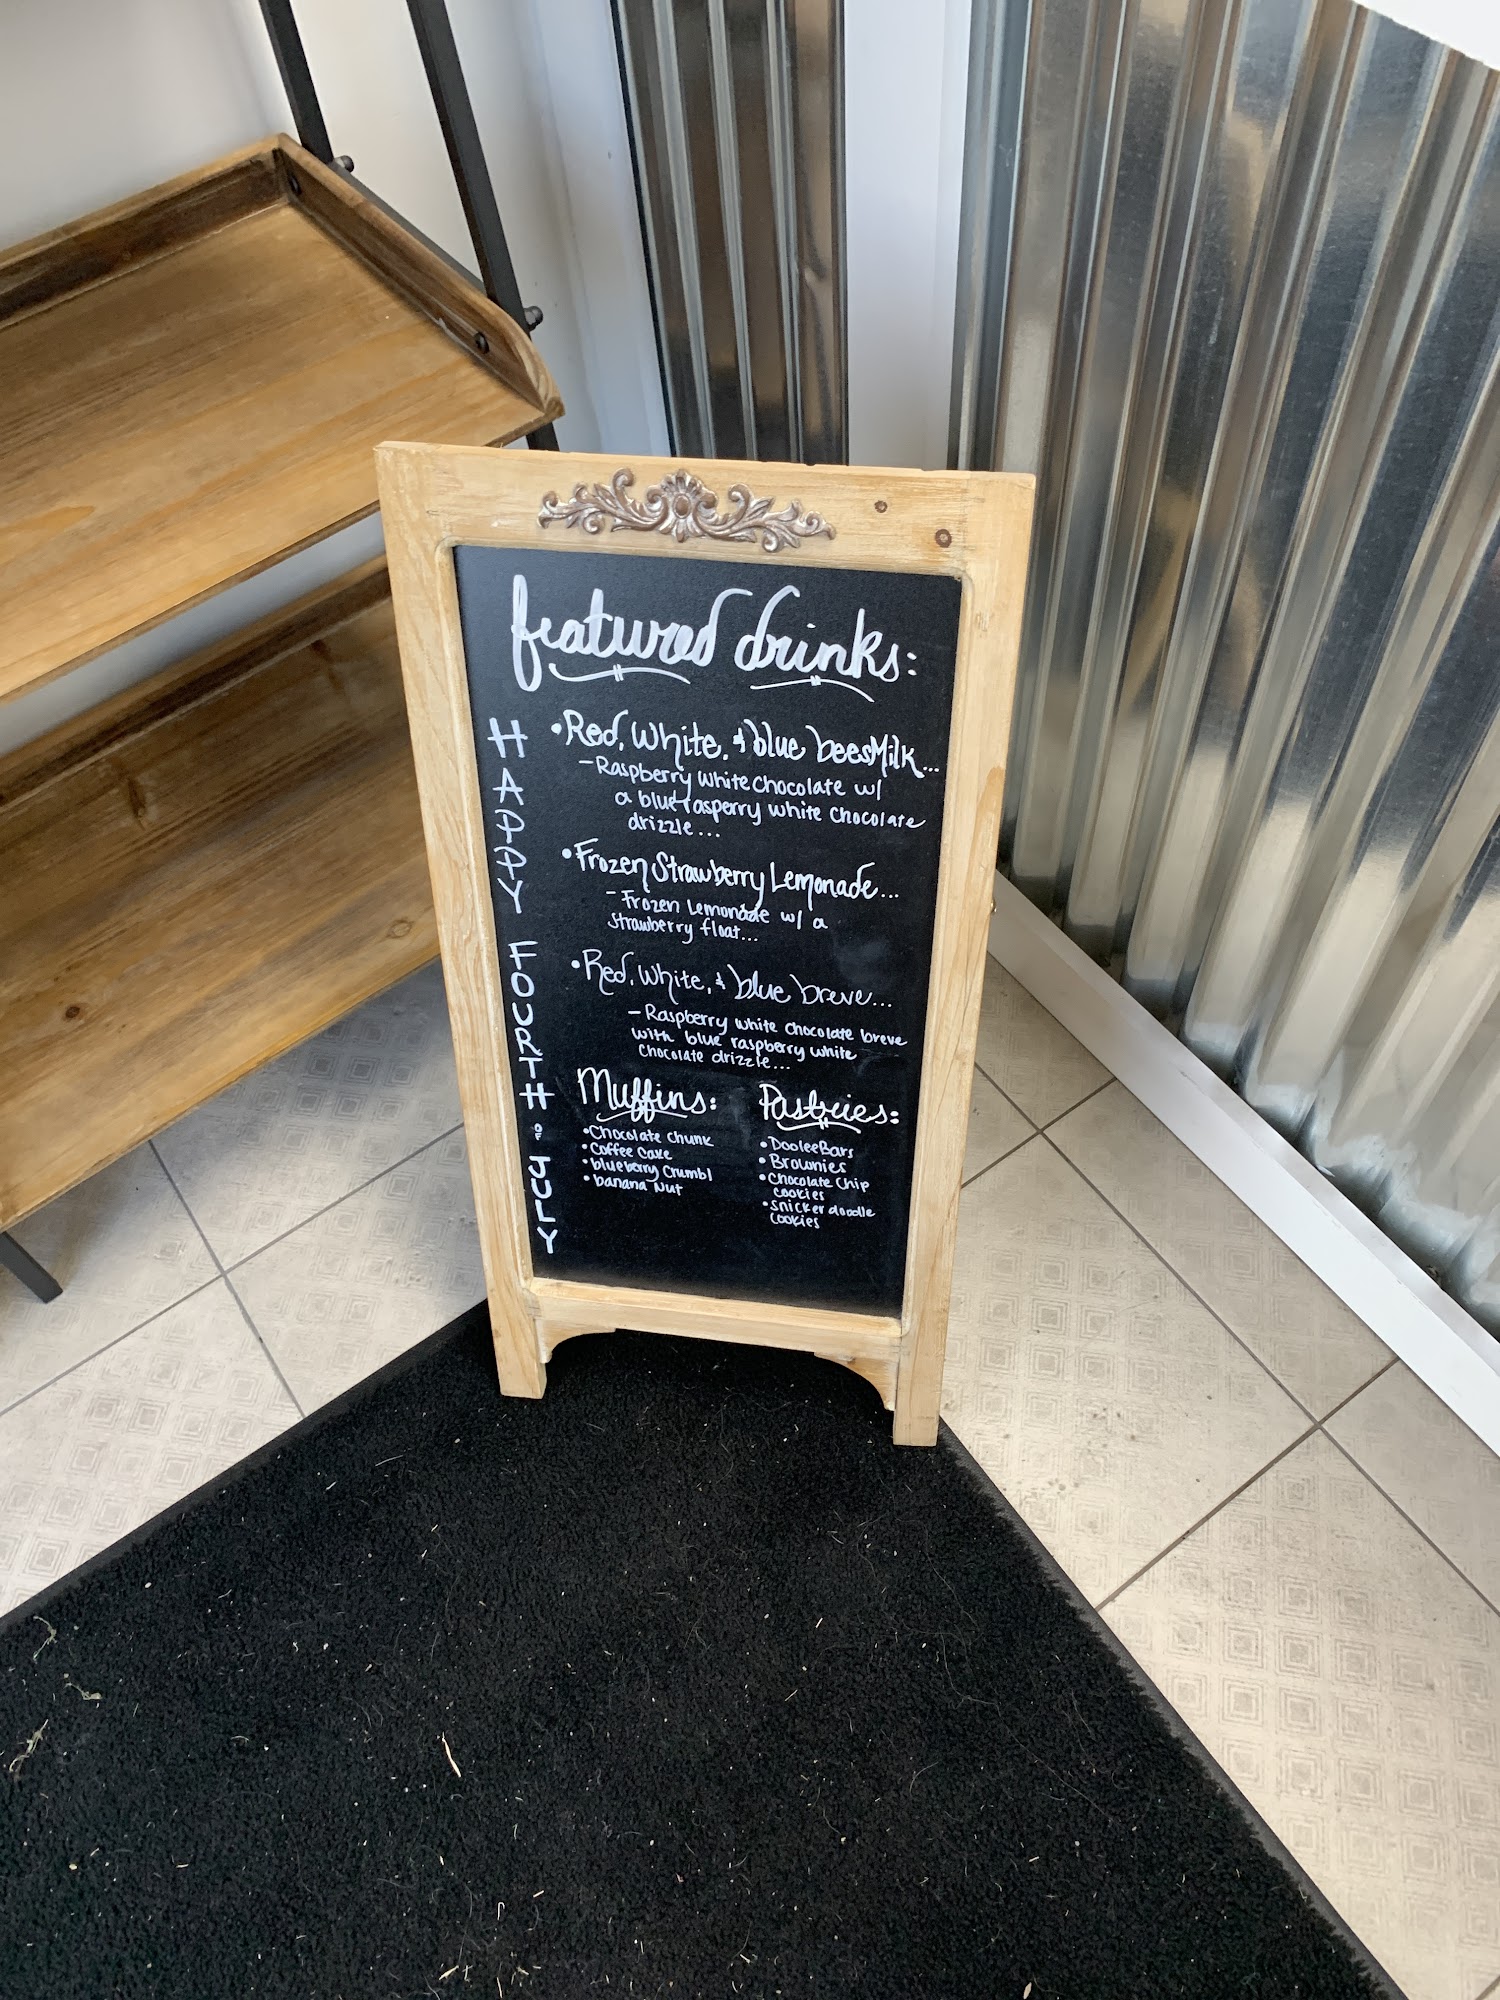 featured drinks:
HAPPY FOURTH OF JULY
•Red, White, & blue beesMilk...
- Raspberry White Chocolate w/
a blue rasperry white chocolate
drizzle...
•Frozen Strawberry Lemonade...
- Frozen Lemonade w/ a
strawberry float...
•Red, White, & blue breve...
- Raspberry white chocolate breve
with blue raspberry white
chocolate drizzle...
Muffins:
•Chocolate Chunk
•Coffee Cake
•blueberry Crumbl
•banana Nut
Pastries:
•DooleeBars
•Brownies
•Chocolate Chip
cookies
•snickerdoodle
cookies